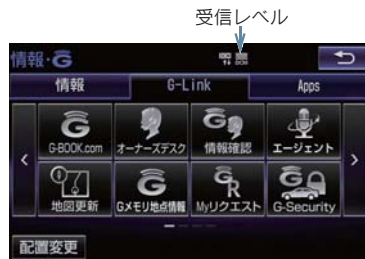 受信レベル
情報・G
DCM
情報
G-Link
Apps
G-BOOK.com
オーナーズデスク
情報確認
エージェント
地図更新
Gメモリ地点情報
Myリクエスト
G-Security
配置変更